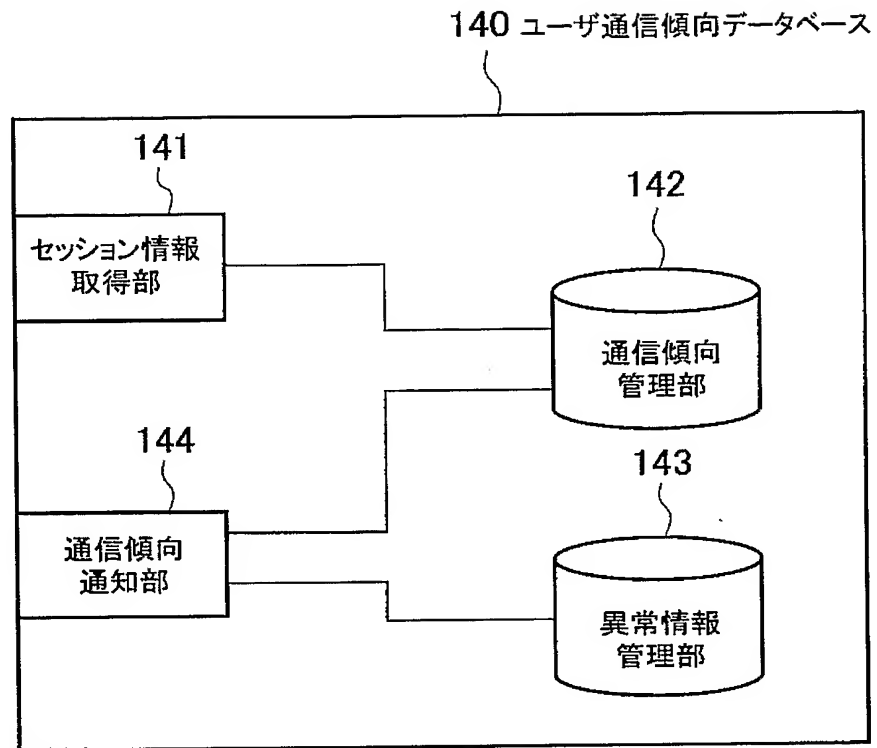 140 ユーザ通信傾向データベース
141
セッション情報
取得部
142
通信傾向
管理部
144
通信傾向
通知部
143
異常情報
管理部